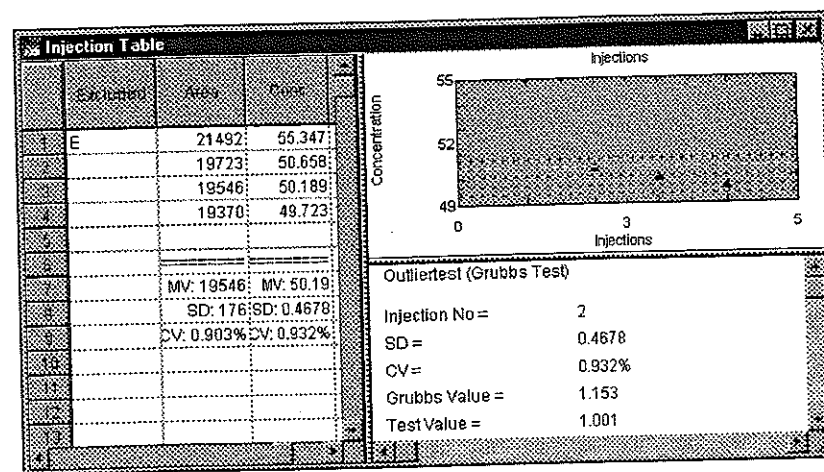 Injection Table
Excluded Area Conc.
1 E 21492 55.347
2 19723 50.658
3 19546 50.189
4 19370 49.723
5
6 ======== ========
7 MV: 19546 MV: 50.19
8 SD: 176 SD: 0.4678
9 CV: 0.903% CV: 0.932%
10
11
12
13
Injections
Concentration
55
52
49
0 3 5
Injections
Outliertest (Grubbs Test)
Injection No = 2
SD = 0.4678
CV = 0.932%
Grubbs Value = 1.153
Test Value = 1.001